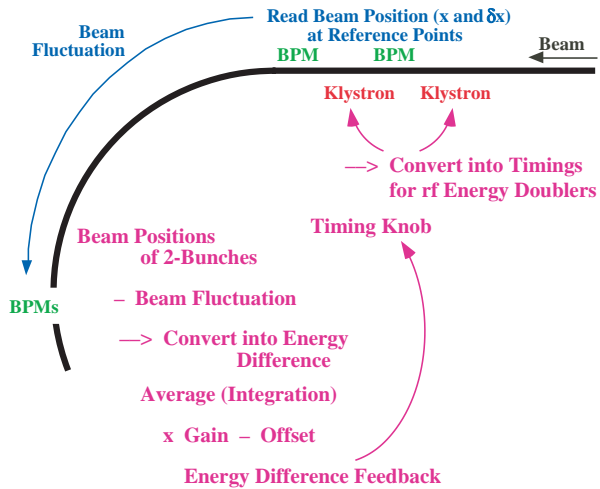 Read Beam Position (x and δx)
at Reference Points
Beam
Fluctuation
BPM BPM
Beam
Klystron Klystron
—> Convert into Timings
for rf Energy Doublers
Timing Knob
Beam Positions
of 2-Bunches
BPMs
– Beam Fluctuation
—> Convert into Energy
Difference
Average (Integration)
x Gain – Offset
Energy Difference Feedback